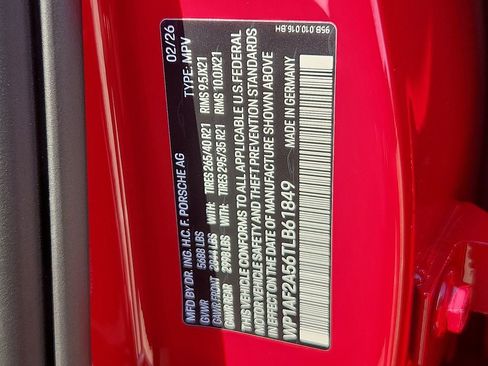 MFD BY DR. ING. H.C. F. PORSCHE AG 02/26
GVWR 5688 LBS TYPE: MPV
GAWR FRONT 2844 LBS WITH: TIRES 265/40 R21 RIMS 9.5JX21
GAWR REAR 2998 LBS WITH: TIRES 295/35 R21 RIMS 10.0JX21
THIS VEHICLE CONFORMS TO ALL APPLICABLE U.S. FEDERAL
MOTOR VEHICLE SAFETY AND THEFT PREVENTION STANDARDS
IN EFFECT ON THE DATE OF MANUFACTURE SHOWN ABOVE
WP1AF2A56TLB61849 MADE IN GERMANY
95B.010.016.BH